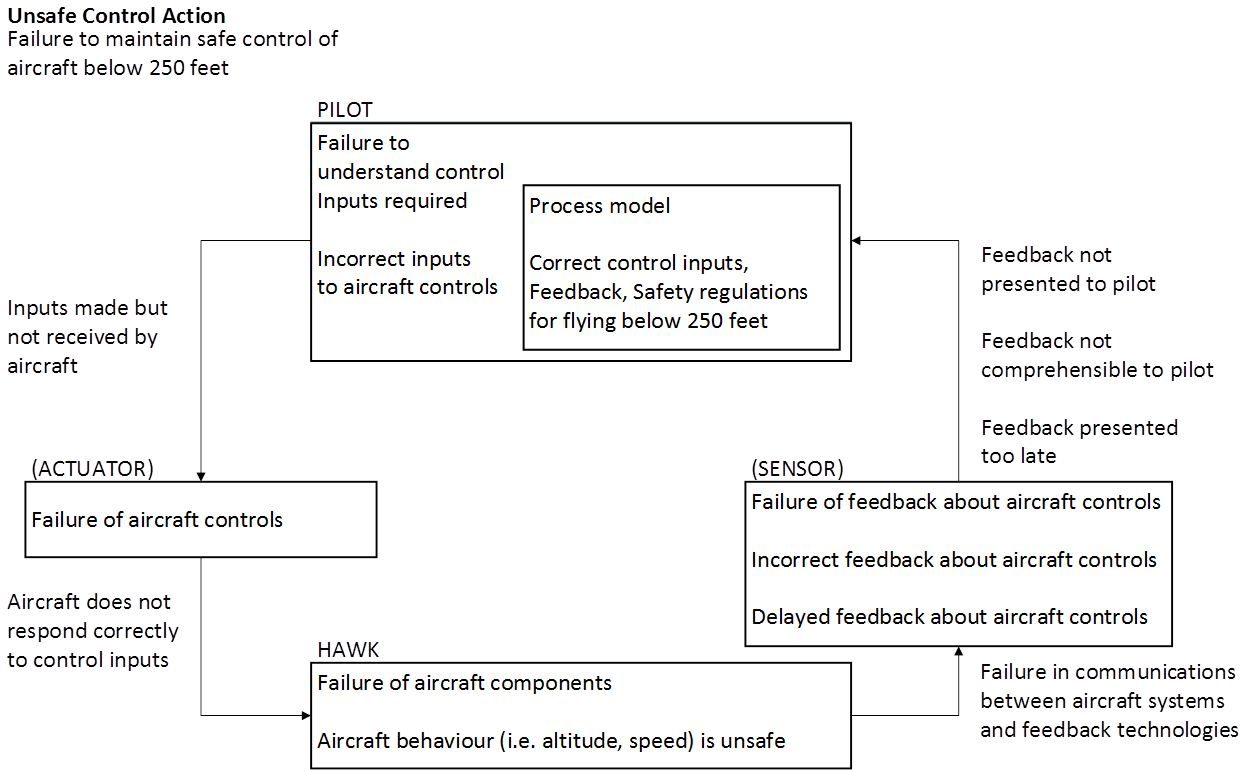 Unsafe Control Action
Failure to maintain safe control of
aircraft below 250 feet
PILOT
Failure to
understand control
Inputs required
Incorrect inputs
to aircraft controls
Process model
Correct control inputs,
Feedback, Safety regulations
for flying below 250 feet
Inputs made but
not received by
aircraft
Feedback not
presented to pilot
Feedback not
comprehensible to pilot
Feedback presented
too late
(ACTUATOR)
Failure of aircraft controls
(SENSOR)
Failure of feedback about aircraft controls
Incorrect feedback about aircraft controls
Delayed feedback about aircraft controls
Aircraft does not
respond correctly
to control inputs
HAWK
Failure of aircraft components
Aircraft behaviour (i.e. altitude, speed) is unsafe
Failure in communications
between aircraft systems
and feedback technologies